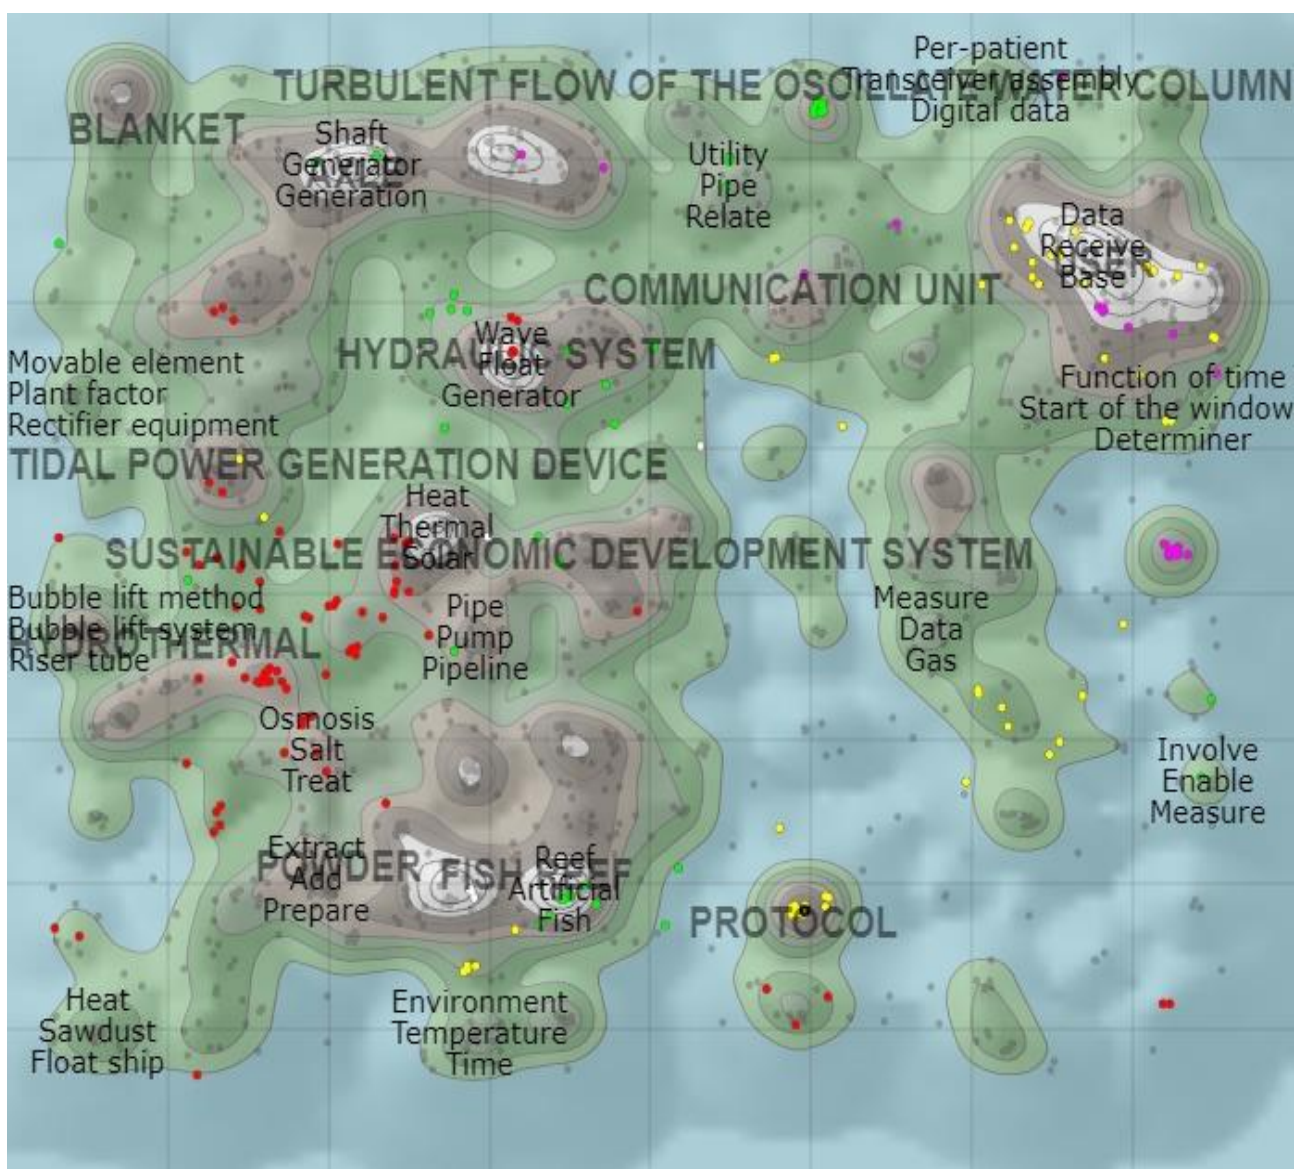 Per-patient
Transceiver assembly
Digital data
TURBULENT FLOW OF THE OSCILLATE WATER COLUMN
BLANKET
Shaft
Generator
Generation
Utility
Pipe
Relate
Data
Receive
Base
USER
COMMUNICATION UNIT
HYDRAULIC SYSTEM
Wave
Float
Generator
Movable element
Plant factor
Rectifier equipment
Function of time
Start of the window
Determiner
TIDAL POWER GENERATION DEVICE
Heat
Thermal
Solar
SUSTAINABLE ECONOMIC DEVELOPMENT SYSTEM
Bubble lift method
Bubble lift system
Riser tube
HYDROTHERMAL
Pipe
Pump
Pipeline
Measure
Data
Gas
Osmosis
Salt
Treat
Involve
Enable
Measure
Extract
Add
Prepare
POWDER
FISH REEF
Reef
Artificial
Fish
PROTOCOL
Heat
Sawdust
Float ship
Environment
Temperature
Time